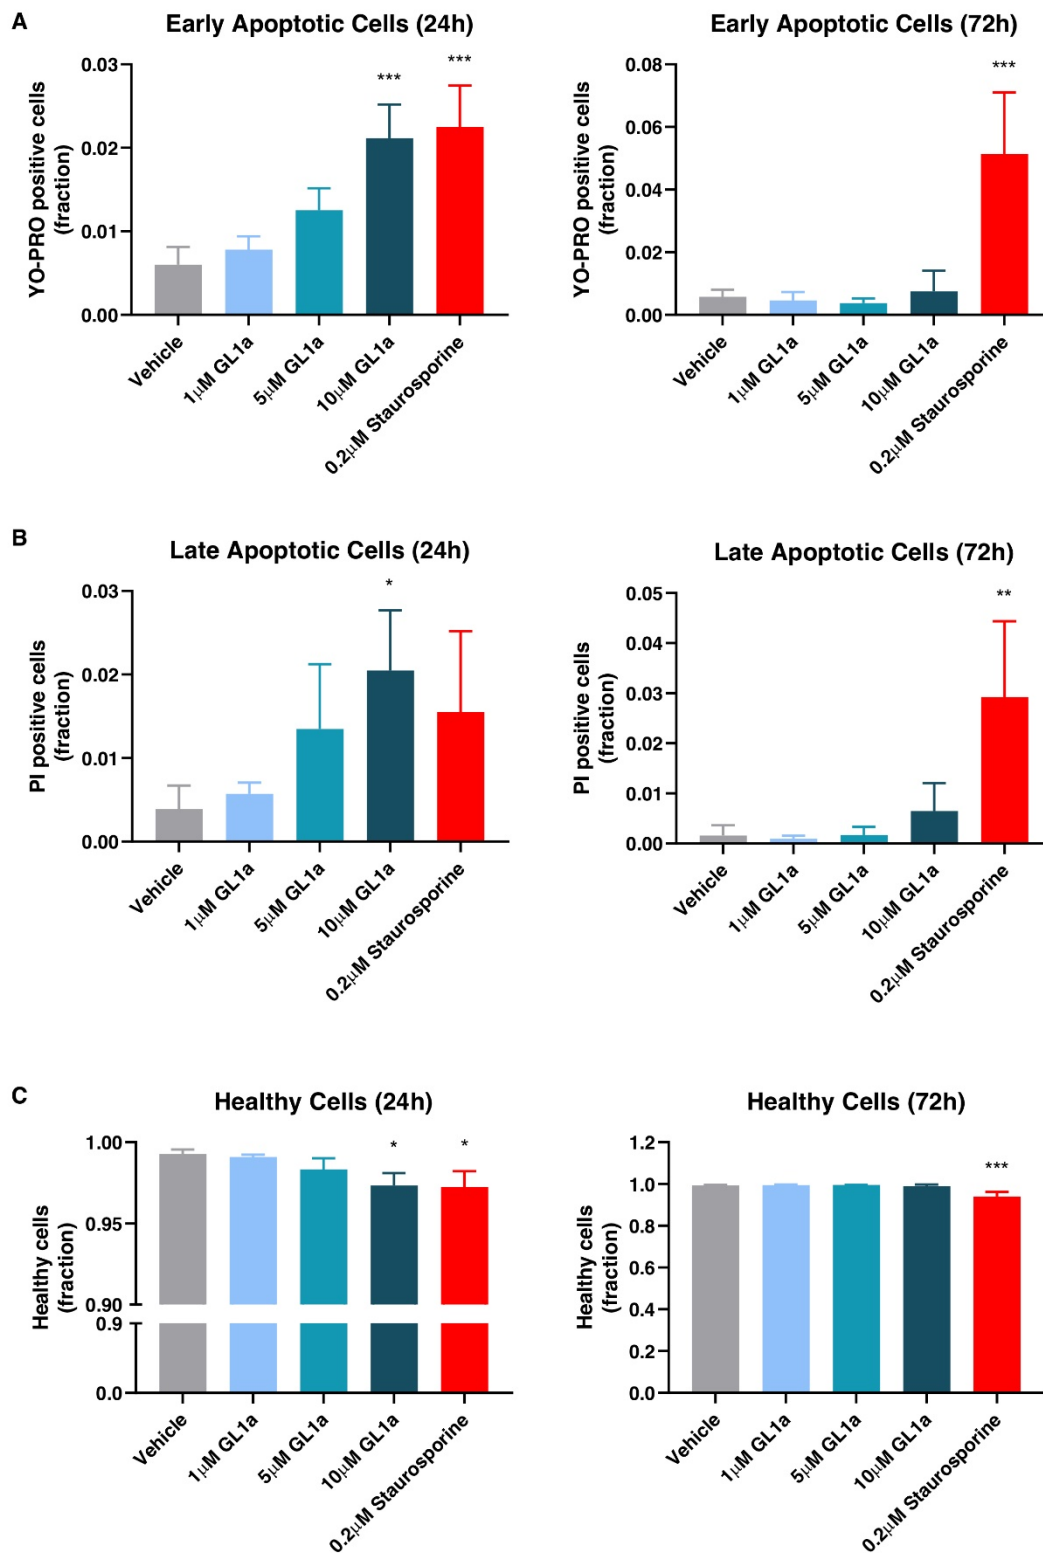 A
Early Apoptotic Cells (24h)
YO-PRO positive cells
(fraction)
0.03
0.02
0.01
0.00
***
***
Vehicle
1μM GL1a
5μM GL1a
10μM GL1a
0.2μM Staurosporine
Early Apoptotic Cells (72h)
YO-PRO positive cells
(fraction)
0.08
0.06
0.04
0.02
0.00
***
Vehicle
1μM GL1a
5μM GL1a
10μM GL1a
0.2μM Staurosporine
B
Late Apoptotic Cells (24h)
PI positive cells
(fraction)
0.03
0.02
0.01
0.00
*
Vehicle
1μM GL1a
5μM GL1a
10μM GL1a
0.2μM Staurosporine
Late Apoptotic Cells (72h)
PI positive cells
(fraction)
0.05
0.04
0.03
0.02
0.01
0.00
**
Vehicle
1μM GL1a
5μM GL1a
10μM GL1a
0.2μM Staurosporine
C
Healthy Cells (24h)
Healthy cells
(fraction)
1.00
0.95
0.90
0.9
0.0
*
*
Vehicle
1μM GL1a
5μM GL1a
10μM GL1a
0.2μM Staurosporine
Healthy Cells (72h)
Healthy cells
(fraction)
1.2
1.0
0.8
0.6
0.4
0.2
0.0
***
Vehicle
1μM GL1a
5μM GL1a
10μM GL1a
0.2μM Staurosporine